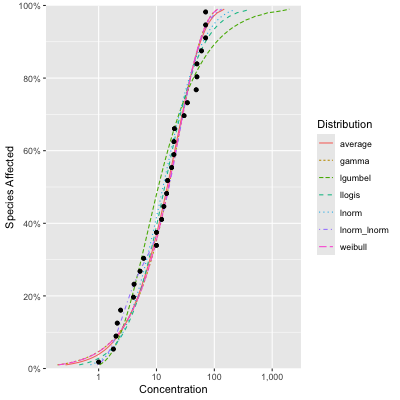 100%
80%
60%
40%
20%
0%
Species Affected
1
10
100
1,000
Concentration
Distribution
average
gamma
lgumbel
llogis
lnorm
lnorm_lnorm
weibull